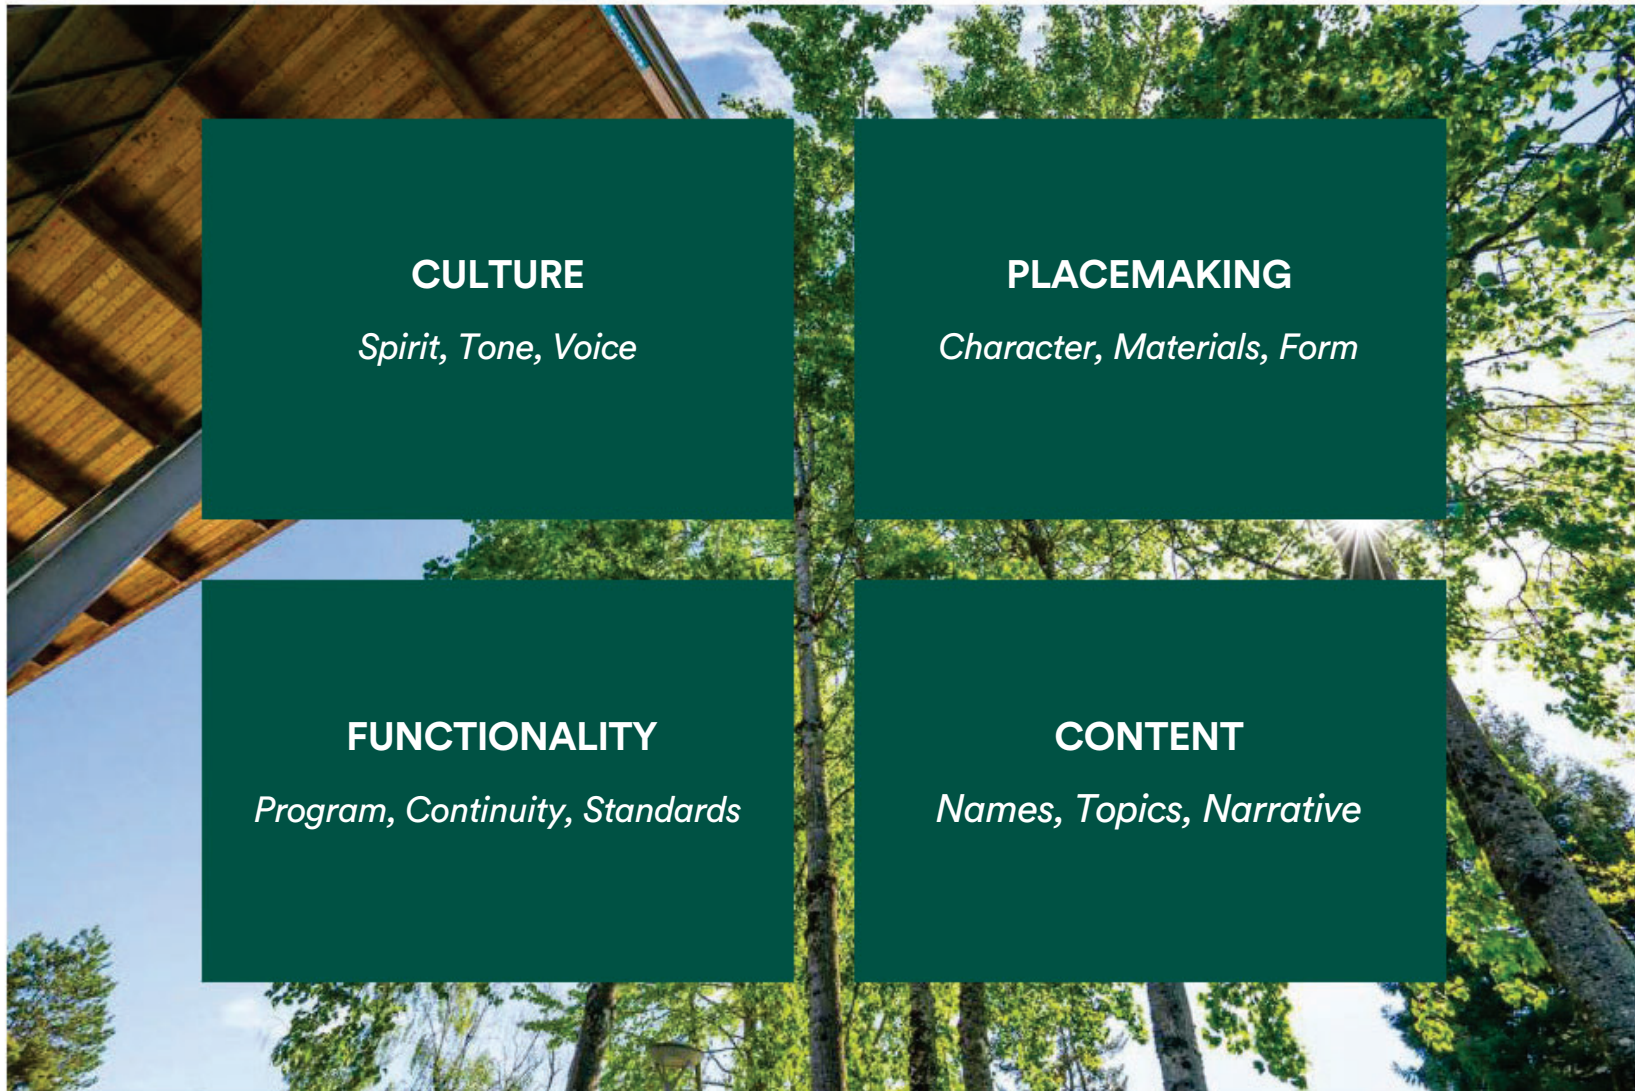 CULTURE
Spirit, Tone, Voice
PLACEMAKING
Character, Materials, Form
FUNCTIONALITY
Program, Continuity, Standards
CONTENT
Names, Topics, Narrative